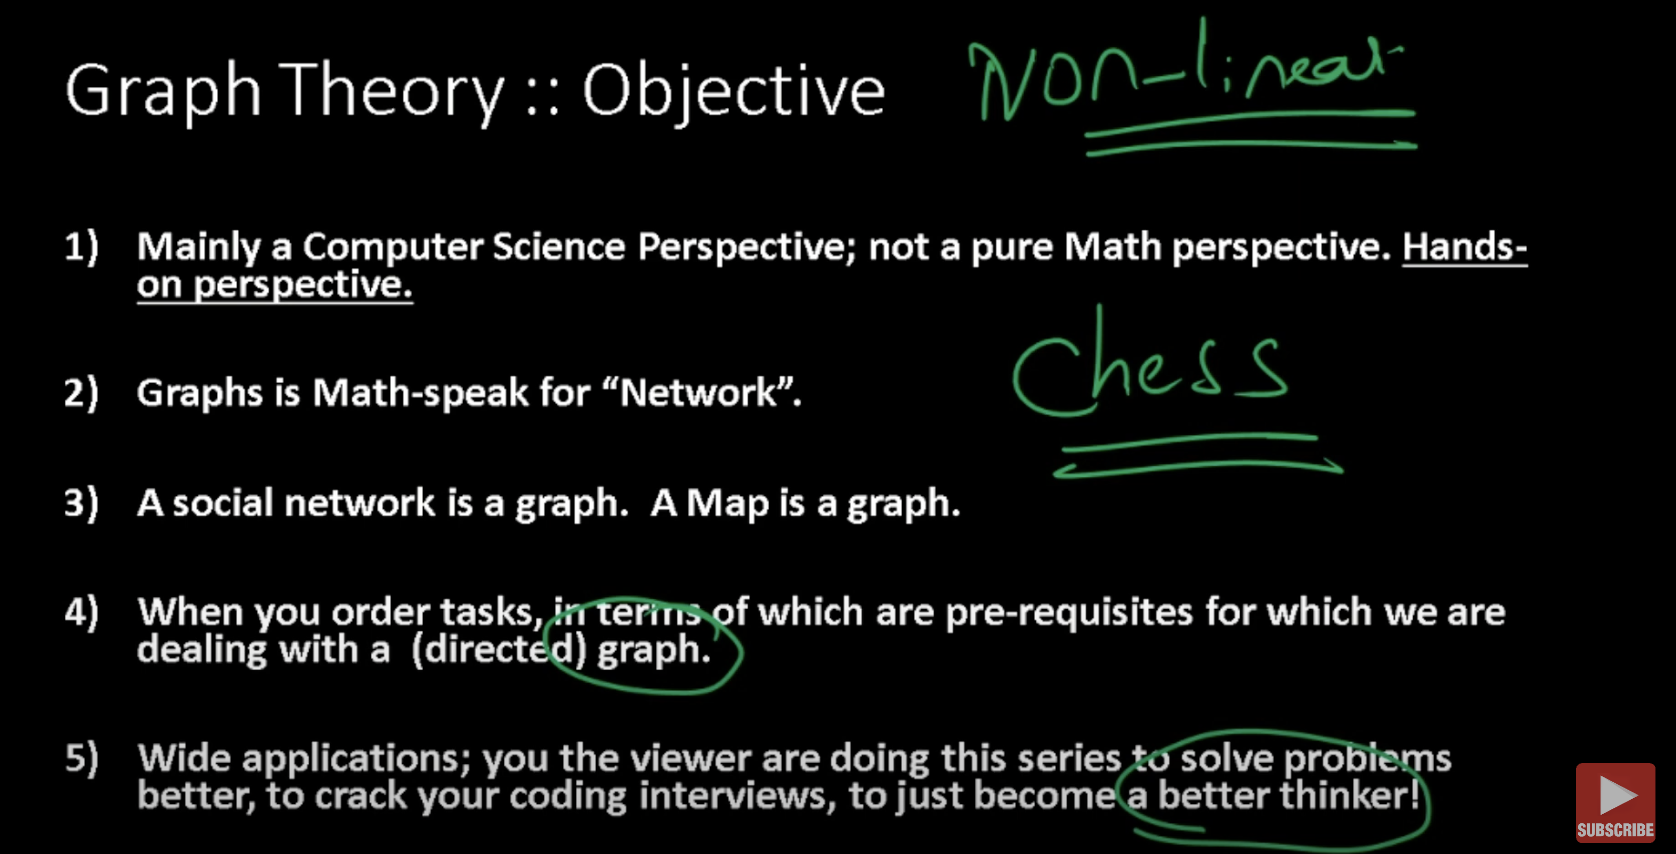 Graph Theory :: Objective
Non-linear
1) Mainly a Computer Science Perspective; not a pure Math perspective. Hands-
on perspective.
Chess
2) Graphs is Math-speak for “Network”.
3) A social network is a graph.  A Map is a graph.
4) When you order tasks, in terms of which are pre-requisites for which we are
dealing with a  (directed) graph.
5) Wide applications; you the viewer are doing this series to solve problems
better, to crack your coding interviews, to just become a better thinker!
SUBSCRIBE